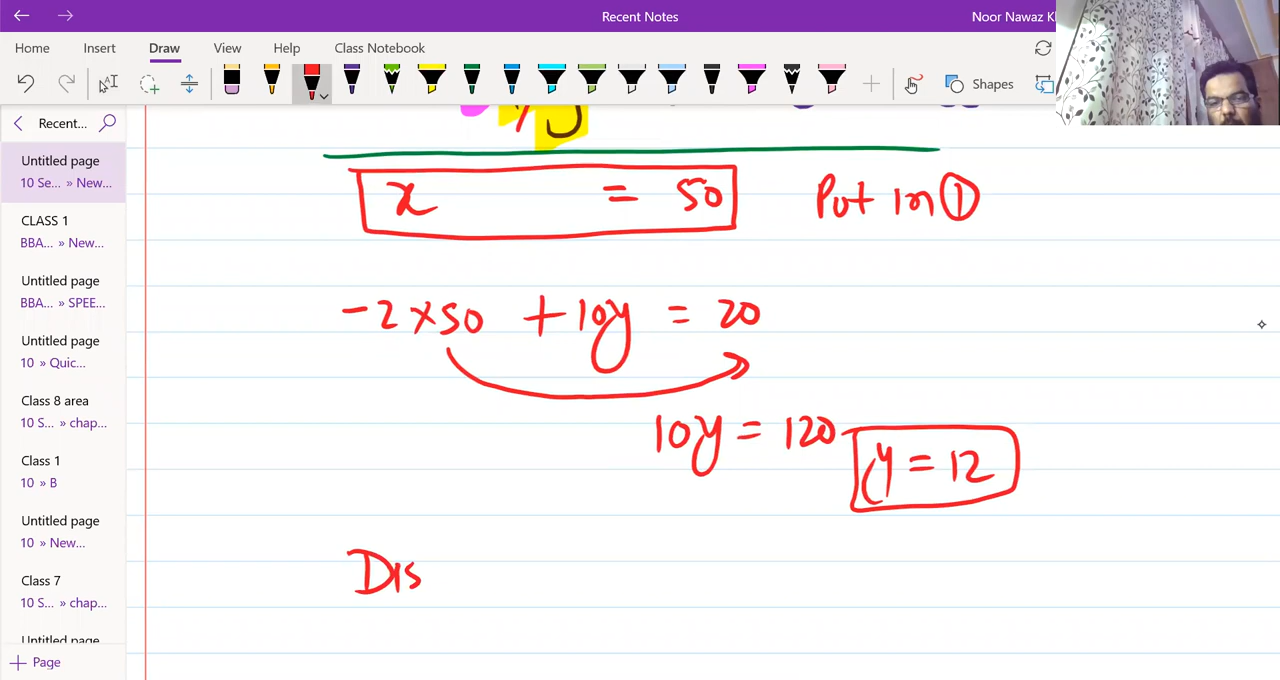 Recent Notes
Noor Nawaz Kh
Home Insert Draw View Help Class Notebook
Shapes
Recent...
Untitled page
10 Se... » New...
CLASS 1
BBA... » New...
Untitled page
BBA... » SPEE...
Untitled page
10 » Quic...
Class 8 area
10 S... » chap...
Class 1
10 » B
Untitled page
10 » New...
Class 7
10 S... » chap...
Untitled page
Page
x = 50 Put in ①
-2 × 50 + 10y = 20
10y = 120
y = 12
Dis